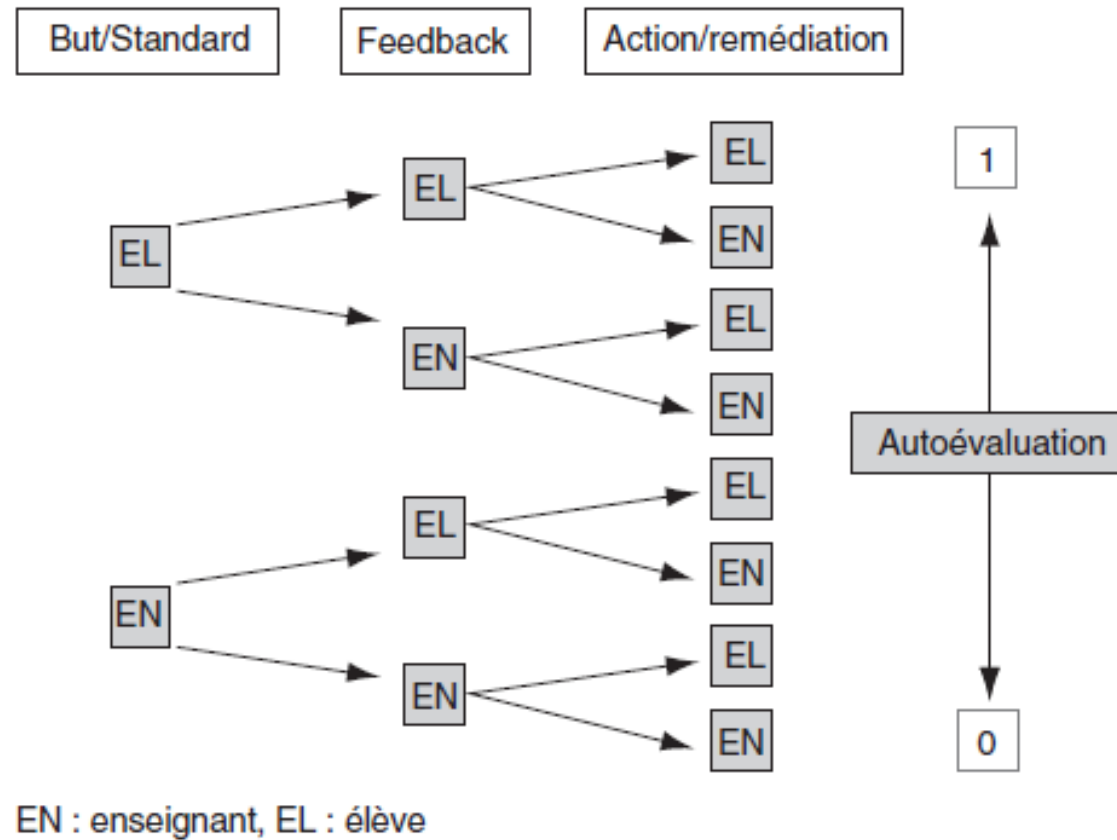 But/Standard Feedback Action/remédiation
EL
1
EL
EN
EL
EL
EN
EN
Autoévaluation
EL
EL
EN
EN
EL
EN
EN
0
EN : enseignant, EL : élève